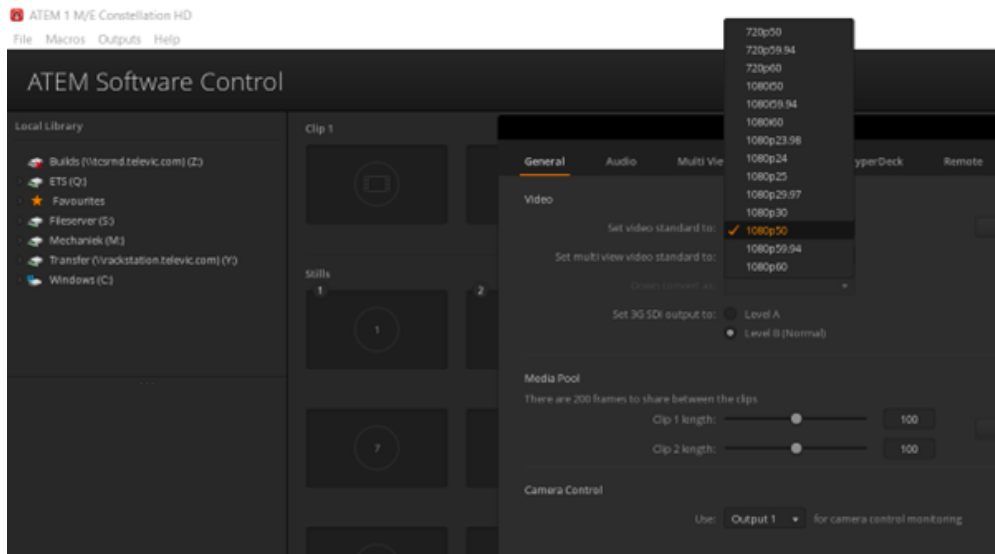 ATEM 1 M/E Constellation HD
File Macros Outputs Help
ATEM Software Control
Local Library
Builds (\\tcsrnd.televic.com) (Z:)
ETS (Q:)
Favourites
Fileserver (S:)
Mechaniek (M:)
Transfer (\\rackstation.televic.com) (Y:)
Windows (C:)
Clip 1
Stills
1
2
1
7
General Audio Multi Vie yperDeck Remote
Video
Set video standard to:
Set multi view video standard to:
Down convert as:
720p50
720p59.94
720p60
1080i50
1080i59.94
1080i60
1080p23.98
1080p24
1080p25
1080p29.97
1080p30
1080p50
1080p59.94
1080p60
Set 3G SDI output to: Level A
Level B (Normal)
Media Pool
There are 200 frames to share between the clips
Clip 1 length: 100
Clip 2 length: 100
Camera Control
Use: Output 1 for camera control monitoring